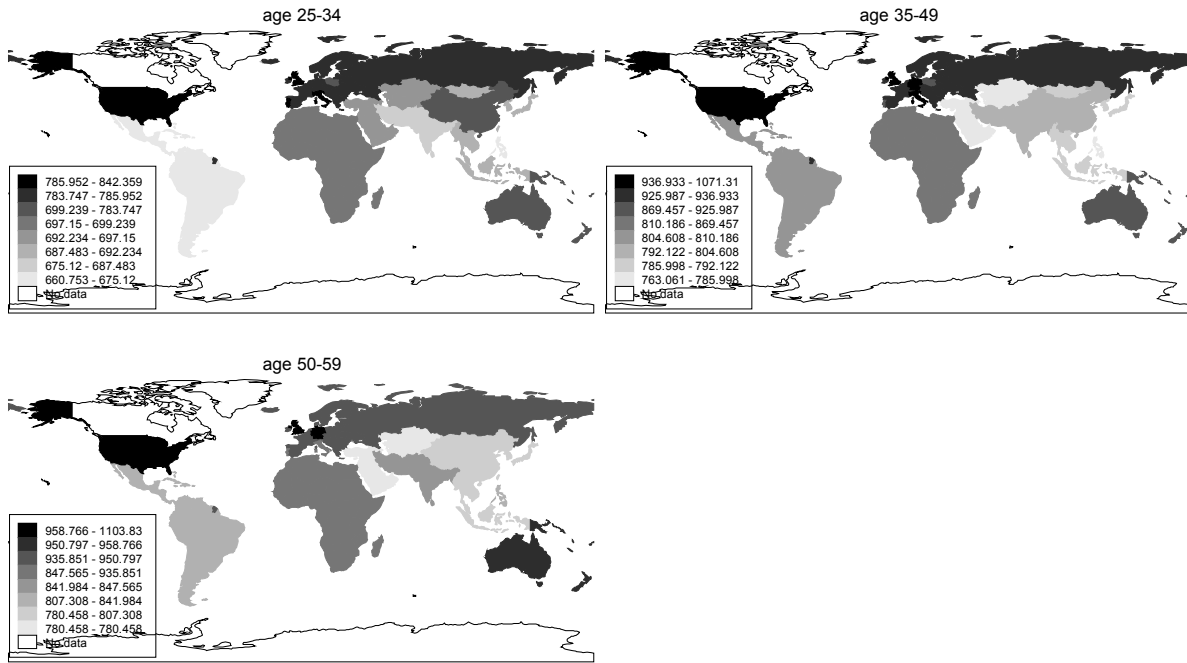 age 25-34
785.952 - 842.359
783.747 - 785.952
699.239 - 783.747
697.15 - 699.239
692.234 - 697.15
687.483 - 692.234
675.12 - 687.483
660.753 - 675.12
No data
age 35-49
936.933 - 1071.31
925.987 - 936.933
869.457 - 925.987
810.186 - 869.457
804.608 - 810.186
792.122 - 804.608
785.998 - 792.122
763.061 - 785.998
No data
age 50-59
958.766 - 1103.83
950.797 - 958.766
935.851 - 950.797
847.565 - 935.851
841.984 - 847.565
807.308 - 841.984
780.458 - 807.308
780.458 - 780.458
No data